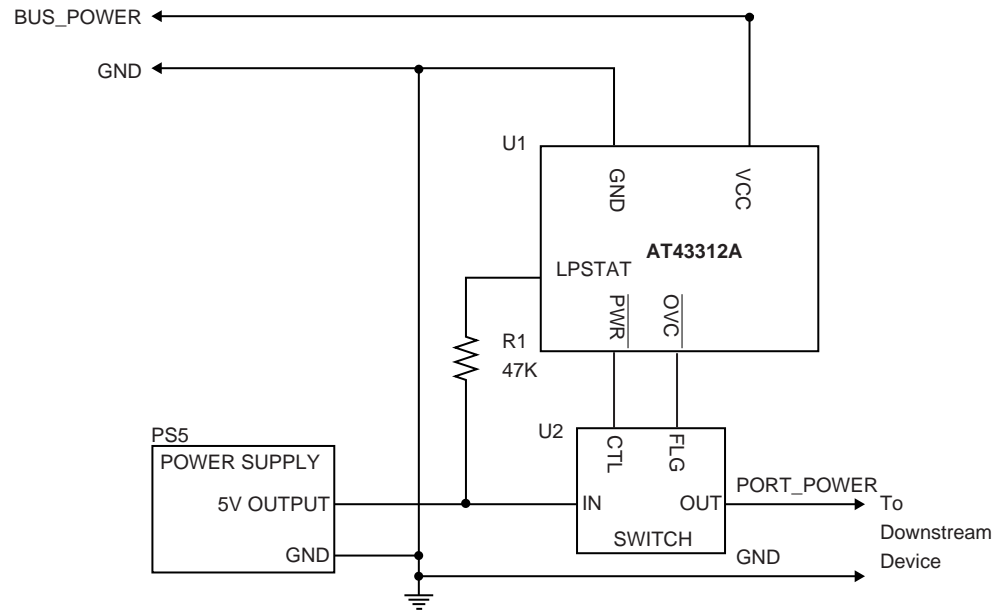 BUS_POWER
GND
U1
GND
VCC
AT43312A
LPSTAT
PWR
OVC
R1
47K
PS5
U2
POWER SUPPLY
CTL
FLG
5V OUTPUT
IN
OUT
PORT_POWER
To
Downstream
Device
SWITCH
GND
GND